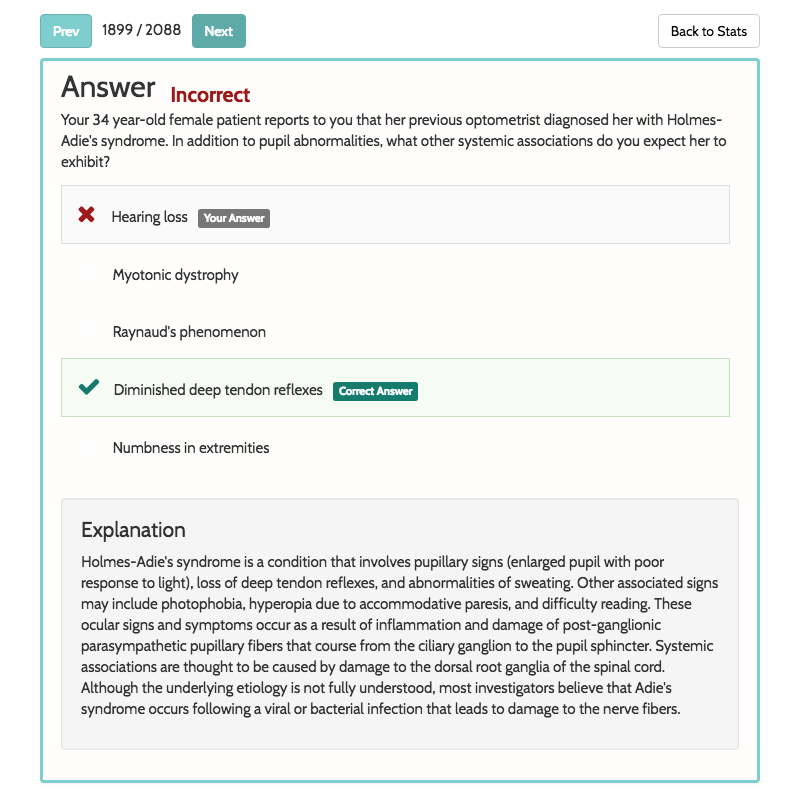 Prev 1899 / 2088 Next Back to Stats
Answer Incorrect
Your 34 year-old female patient reports to you that her previous optometrist diagnosed her with Holmes-
Adie's syndrome. In addition to pupil abnormalities, what other systemic associations do you expect her to
exhibit?
Hearing loss Your Answer
Myotonic dystrophy
Raynaud's phenomenon
Diminished deep tendon reflexes Correct Answer
Numbness in extremities
Explanation
Holmes-Adie's syndrome is a condition that involves pupillary signs (enlarged pupil with poor
response to light), loss of deep tendon reflexes, and abnormalities of sweating. Other associated signs
may include photophobia, hyperopia due to accommodative paresis, and difficulty reading. These
ocular signs and symptoms occur as a result of inflammation and damage of post-ganglionic
parasympathetic pupillary fibers that course from the ciliary ganglion to the pupil sphincter. Systemic
associations are thought to be caused by damage to the dorsal root ganglia of the spinal cord.
Although the underlying etiology is not fully understood, most investigators believe that Adie's
syndrome occurs following a viral or bacterial infection that leads to damage to the nerve fibers.